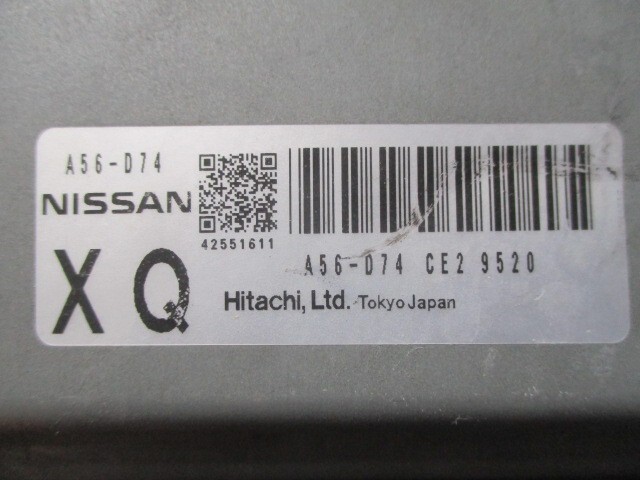 A56-D74
NISSAN
42551611
X Q
A56-D74 CE2 9520
Hitachi, Ltd. Tokyo Japan